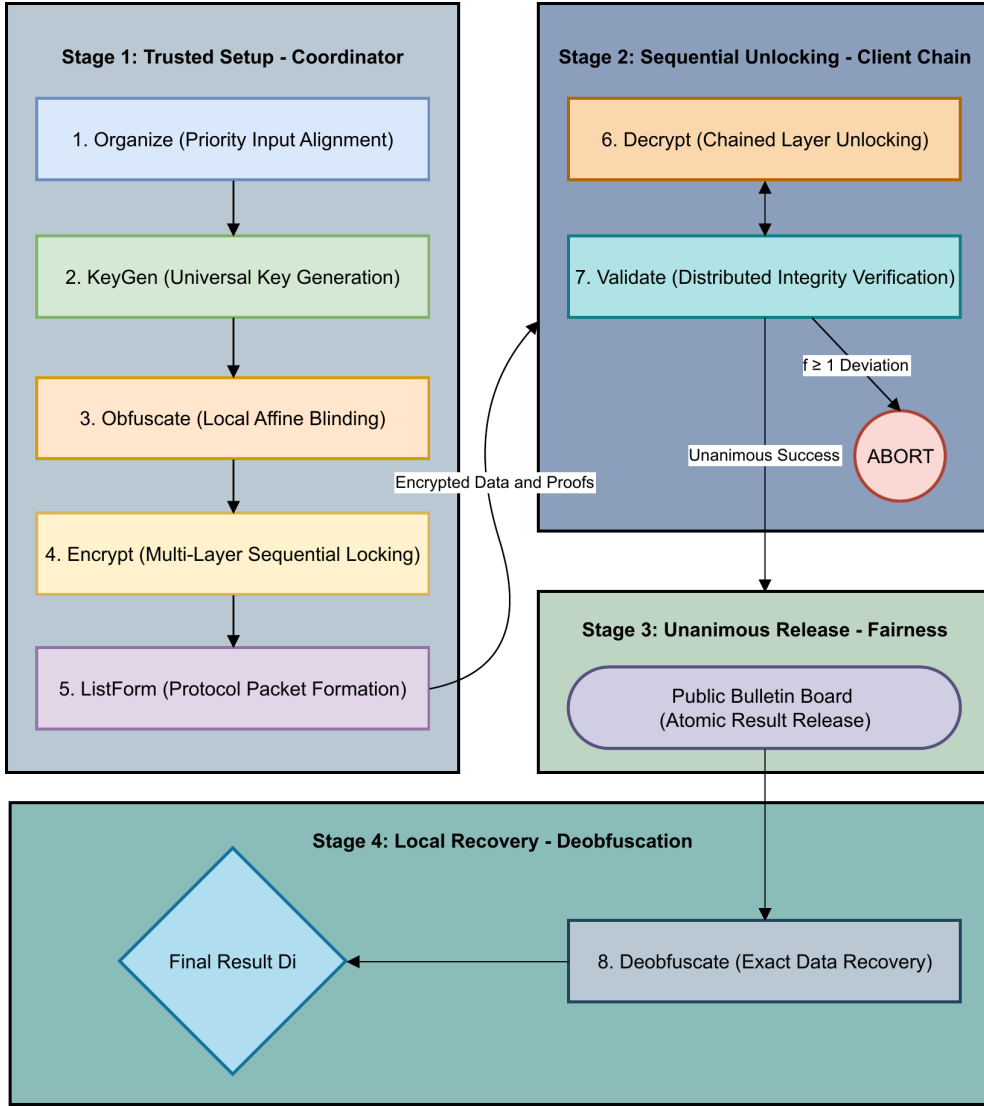 Stage 1: Trusted Setup - Coordinator
1. Organize (Priority Input Alignment)
2. KeyGen (Universal Key Generation)
3. Obfuscate (Local Affine Blinding)
4. Encrypt (Multi-Layer Sequential Locking)
5. ListForm (Protocol Packet Formation)
Encrypted Data and Proofs
Stage 2: Sequential Unlocking - Client Chain
6. Decrypt (Chained Layer Unlocking)
7. Validate (Distributed Integrity Verification)
f ≥ 1 Deviation
Unanimous Success
ABORT
Stage 3: Unanimous Release - Fairness
Public Bulletin Board
(Atomic Result Release)
Stage 4: Local Recovery - Deobfuscation
8. Deobfuscate (Exact Data Recovery)
Final Result Di